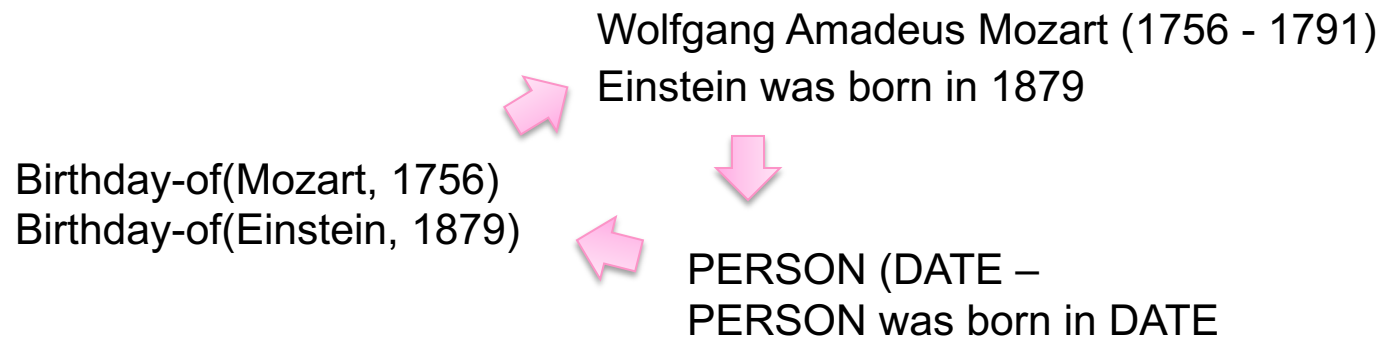 Wolfgang Amadeus Mozart (1756 - 1791)
Einstein was born in 1879
Birthday-of(Mozart, 1756)
Birthday-of(Einstein, 1879)
PERSON (DATE –
PERSON was born in DATE